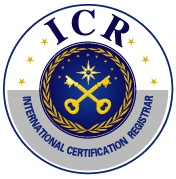 ICR
INTERNATIONAL CERTIFICATION REGISTRAR